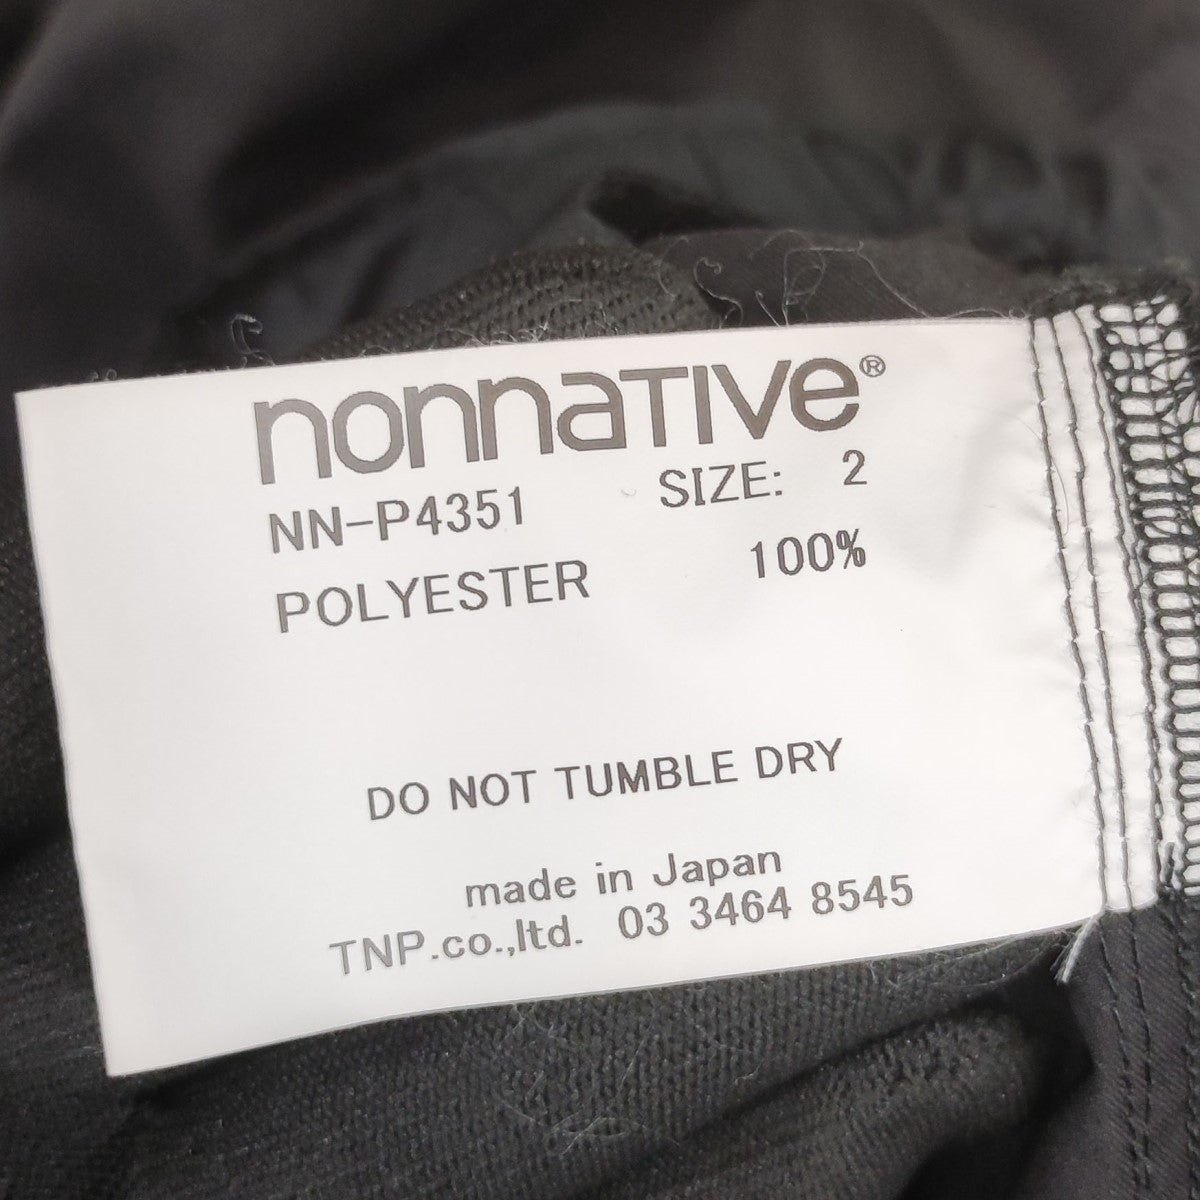 nonnative®
NN-P4351 SIZE: 2
POLYESTER 100%
DO NOT TUMBLE DRY
made in Japan
TNP.co.,ltd. 03 3464 8545